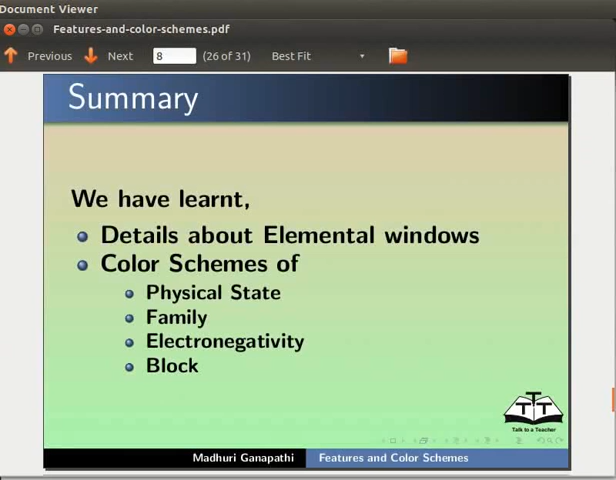 Document Viewer
Features-and-color-schemes.pdf
Previous Next 8 (26 of 31) Best Fit
Summary
We have learnt,
Details about Elemental windows
Color Schemes of
Physical State
Family
Electronegativity
Block
T
TT
Talk to a Teacher
Madhuri Ganapathi Features and Color Schemes